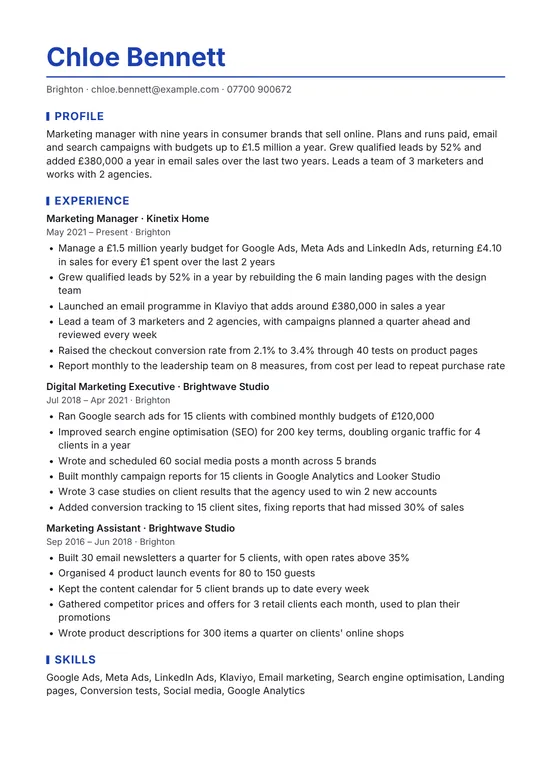 Chloe Bennett
Brighton · chloe.bennett@example.com · 07700 900672
PROFILE
Marketing manager with nine years in consumer brands that sell online. Plans and runs paid, email
and search campaigns with budgets up to £1.5 million a year. Grew qualified leads by 52% and
added £380,000 a year in email sales over the last two years. Leads a team of 3 marketers and
works with 2 agencies.
EXPERIENCE
Marketing Manager · Kinetix Home
May 2021 – Present · Brighton
• Manage a £1.5 million yearly budget for Google Ads, Meta Ads and LinkedIn Ads, returning £4.10
in sales for every £1 spent over the last 2 years
• Grew qualified leads by 52% in a year by rebuilding the 6 main landing pages with the design
team
• Launched an email programme in Klaviyo that adds around £380,000 in sales a year
• Lead a team of 3 marketers and 2 agencies, with campaigns planned a quarter ahead and
reviewed every week
• Raised the checkout conversion rate from 2.1% to 3.4% through 40 tests on product pages
• Report monthly to the leadership team on 8 measures, from cost per lead to repeat purchase rate
Digital Marketing Executive · Brightwave Studio
Jul 2018 – Apr 2021 · Brighton
• Ran Google search ads for 15 clients with combined monthly budgets of £120,000
• Improved search engine optimisation (SEO) for 200 key terms, doubling organic traffic for 4
clients in a year
• Wrote and scheduled 60 social media posts a month across 5 brands
• Built monthly campaign reports for 15 clients in Google Analytics and Looker Studio
• Wrote 3 case studies on client results that the agency used to win 2 new accounts
• Added conversion tracking to 15 client sites, fixing reports that had missed 30% of sales
Marketing Assistant · Brightwave Studio
Sep 2016 – Jun 2018 · Brighton
• Built 30 email newsletters a quarter for 5 clients, with open rates above 35%
• Organised 4 product launch events for 80 to 150 guests
• Kept the content calendar for 5 client brands up to date every week
• Gathered competitor prices and offers for 3 retail clients each month, used to plan their
promotions
• Wrote product descriptions for 300 items a quarter on clients' online shops
SKILLS
Google Ads, Meta Ads, LinkedIn Ads, Klaviyo, Email marketing, Search engine optimisation, Landing
pages, Conversion tests, Social media, Google Analytics